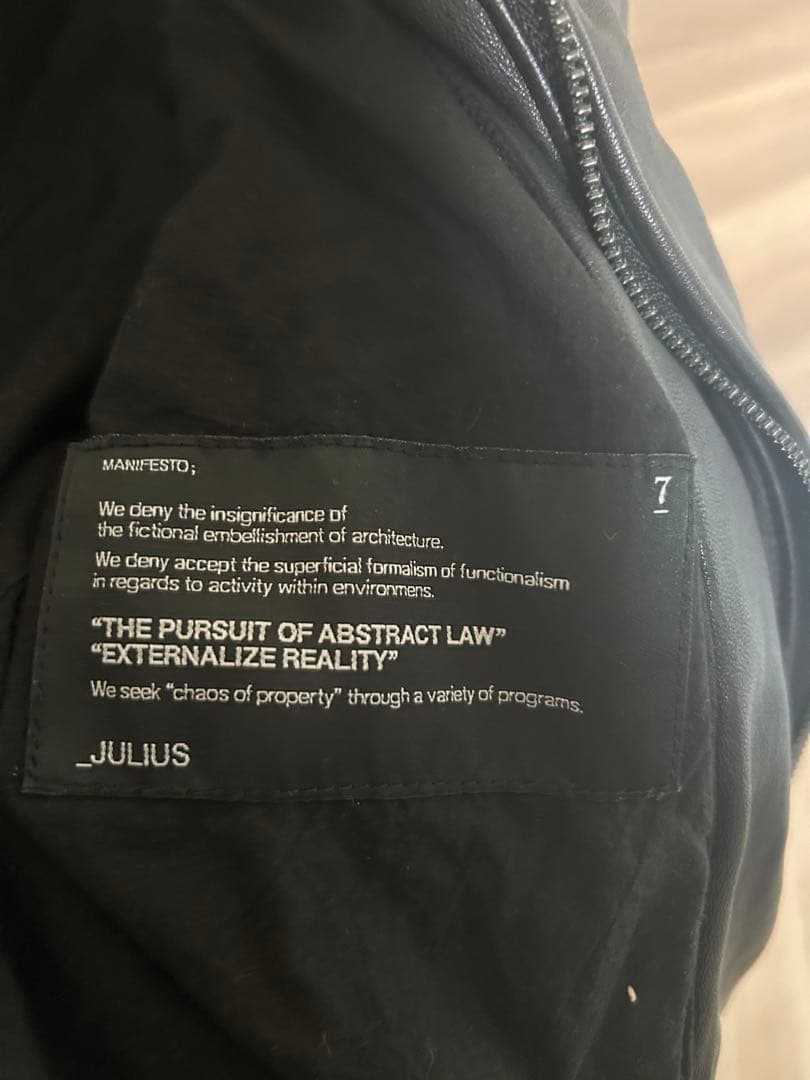 MANIFESTO;
7
We deny the insignificance of
the fictional embellishment of architecture.
We deny accept the superficial formalism of functionalism
in regards to activity within environmens.
“THE PURSUIT OF ABSTRACT LAW”
“EXTERNALIZE REALITY”
We seek “chaos of property” through a variety of programs.
_JULIUS